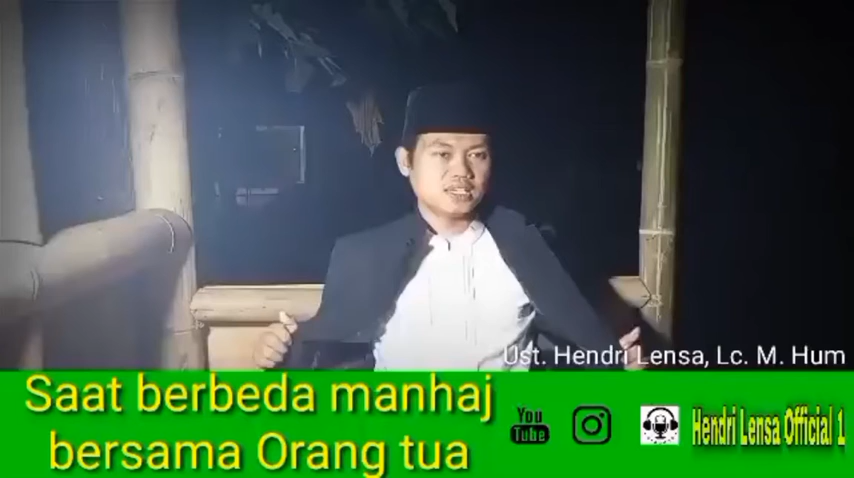 Ust. Hendri Lensa, Lc. M. Hum
Saat berbeda manhaj
bersama Orang tua
You
Tube
Hendri Lensa Official 1